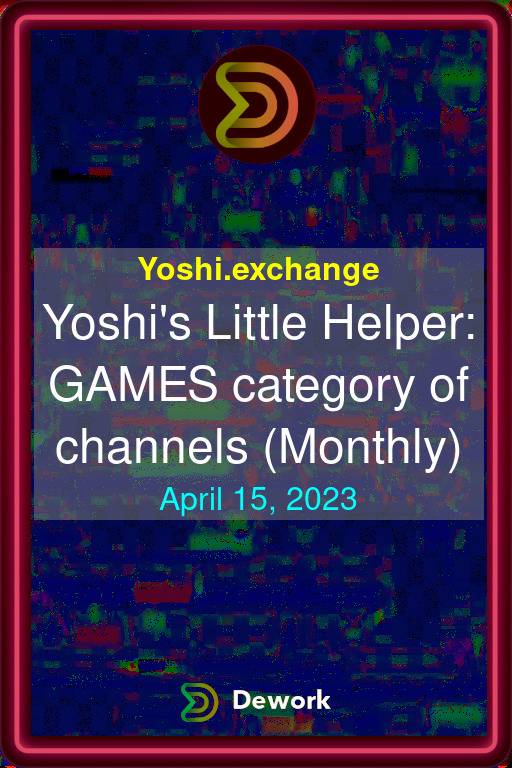 Yoshi.exchange
Yoshi's Little Helper:
GAMES category of
channels (Monthly)
April 15, 2023
Dework